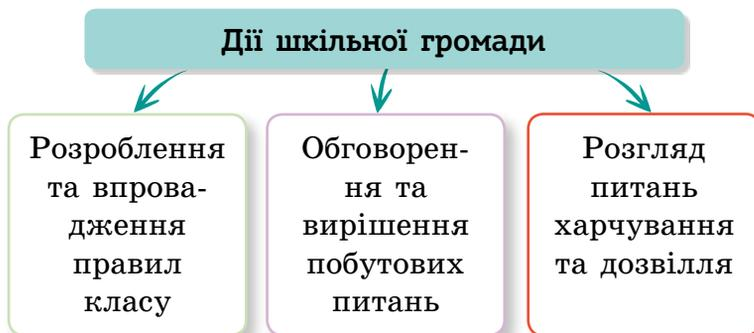 Дії шкільної громади
Розроблення
та впрова-
дження
правил
класу
Обговорен-
ня та
вирішення
побутових
питань
Розгляд
питань
харчування
та дозвілля